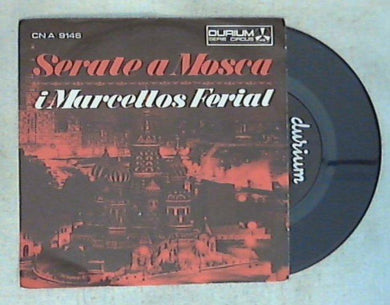 CN A 9146
DURIUM
SERIE CIRCUS
Serate a Mosca
i Marcellos Ferial
durium